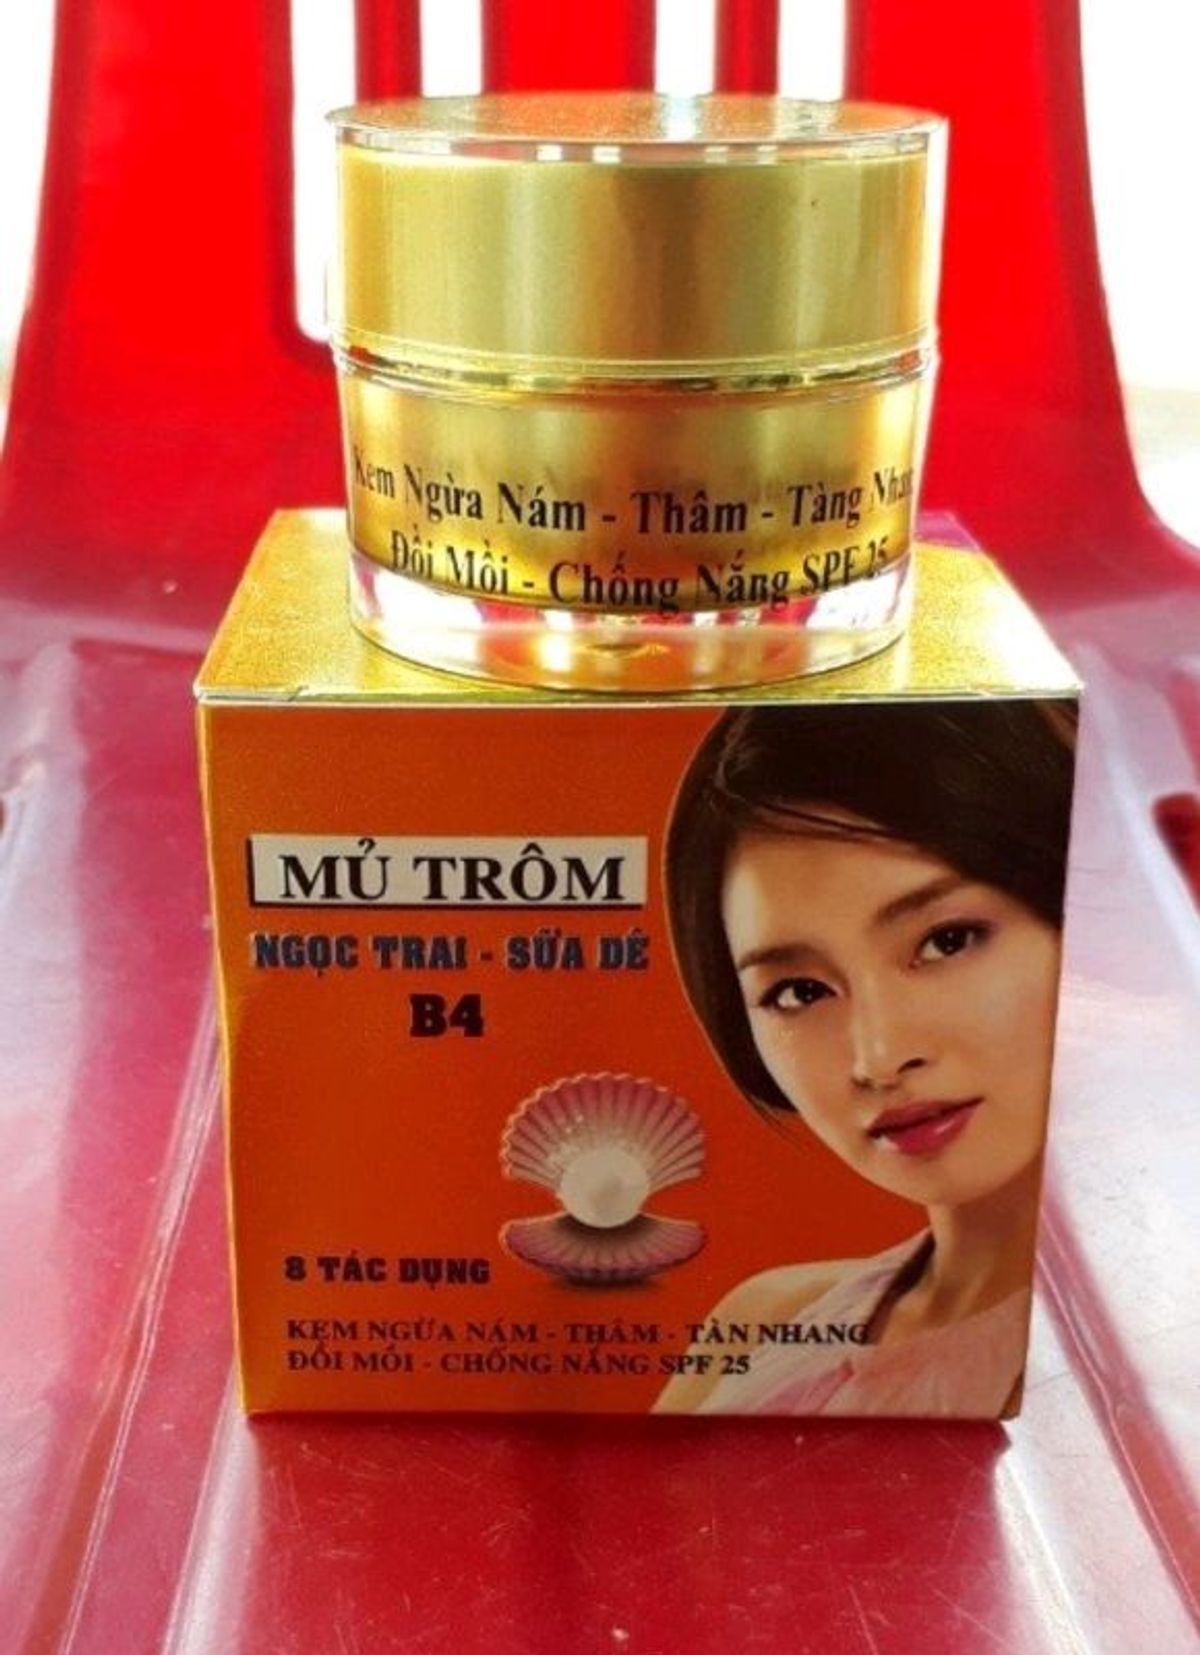 Kem Ngừa Nám - Thâm - Tàng Nhan
Đồi Mồi - Chống Nắng SPF 25
MỦ TRÔM
NGỌC TRAI - SỮA DÊ
B4
8 TÁC DỤNG
KEM NGỪA NÁM - THÂM - TÀN NHANG
ĐỒI MỒI - CHỐNG NẮNG SPF 25